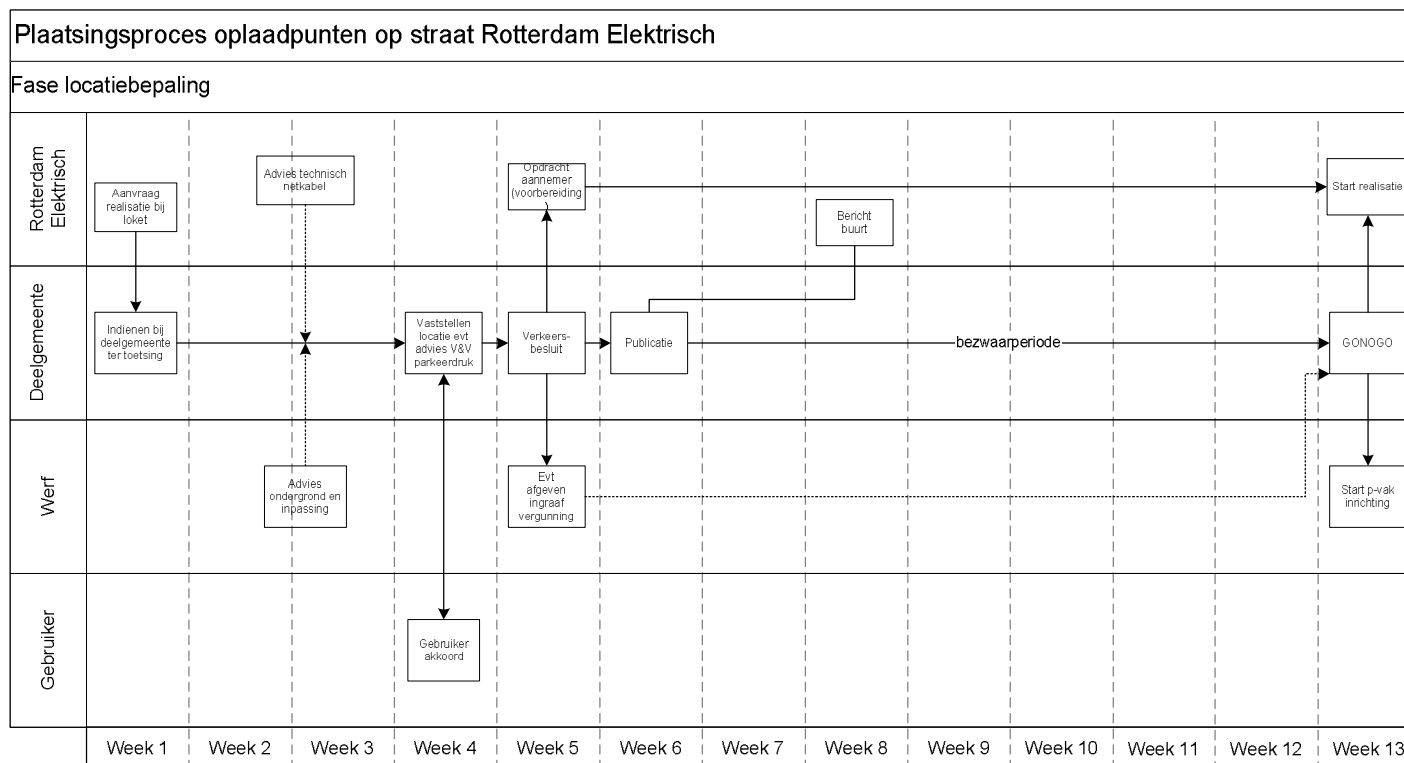 Plaatsingsproces oplaadpunten op straat Rotterdam Elektrisch
Fase locatiebepaling
Rotterdam
Elektrisch
Aanvraag
realisatie bij
loket
Advies technisch
netkabel
Opdracht
aannemer
(voorbereiding
)
Bericht
buurt
Start realisatie
Deelgemeente
Indienen bij
deelgemeente
ter toetsing
Vaststellen
locatie evt
advies V&V
parkeerdruk
Verkeers-
besluit
Publicatie
bezwaarperiode
GONOGO
Werf
Advies
ondergrond en
inpassing
Evt
afgeven
ingraaf
vergunning
Start p-vak
inrichting
Gebruiker
Gebruiker
akkoord
Week 1
Week 2
Week 3
Week 4
Week 5
Week 6
Week 7
Week 8
Week 9
Week 10
Week 11
Week 12
Week 13